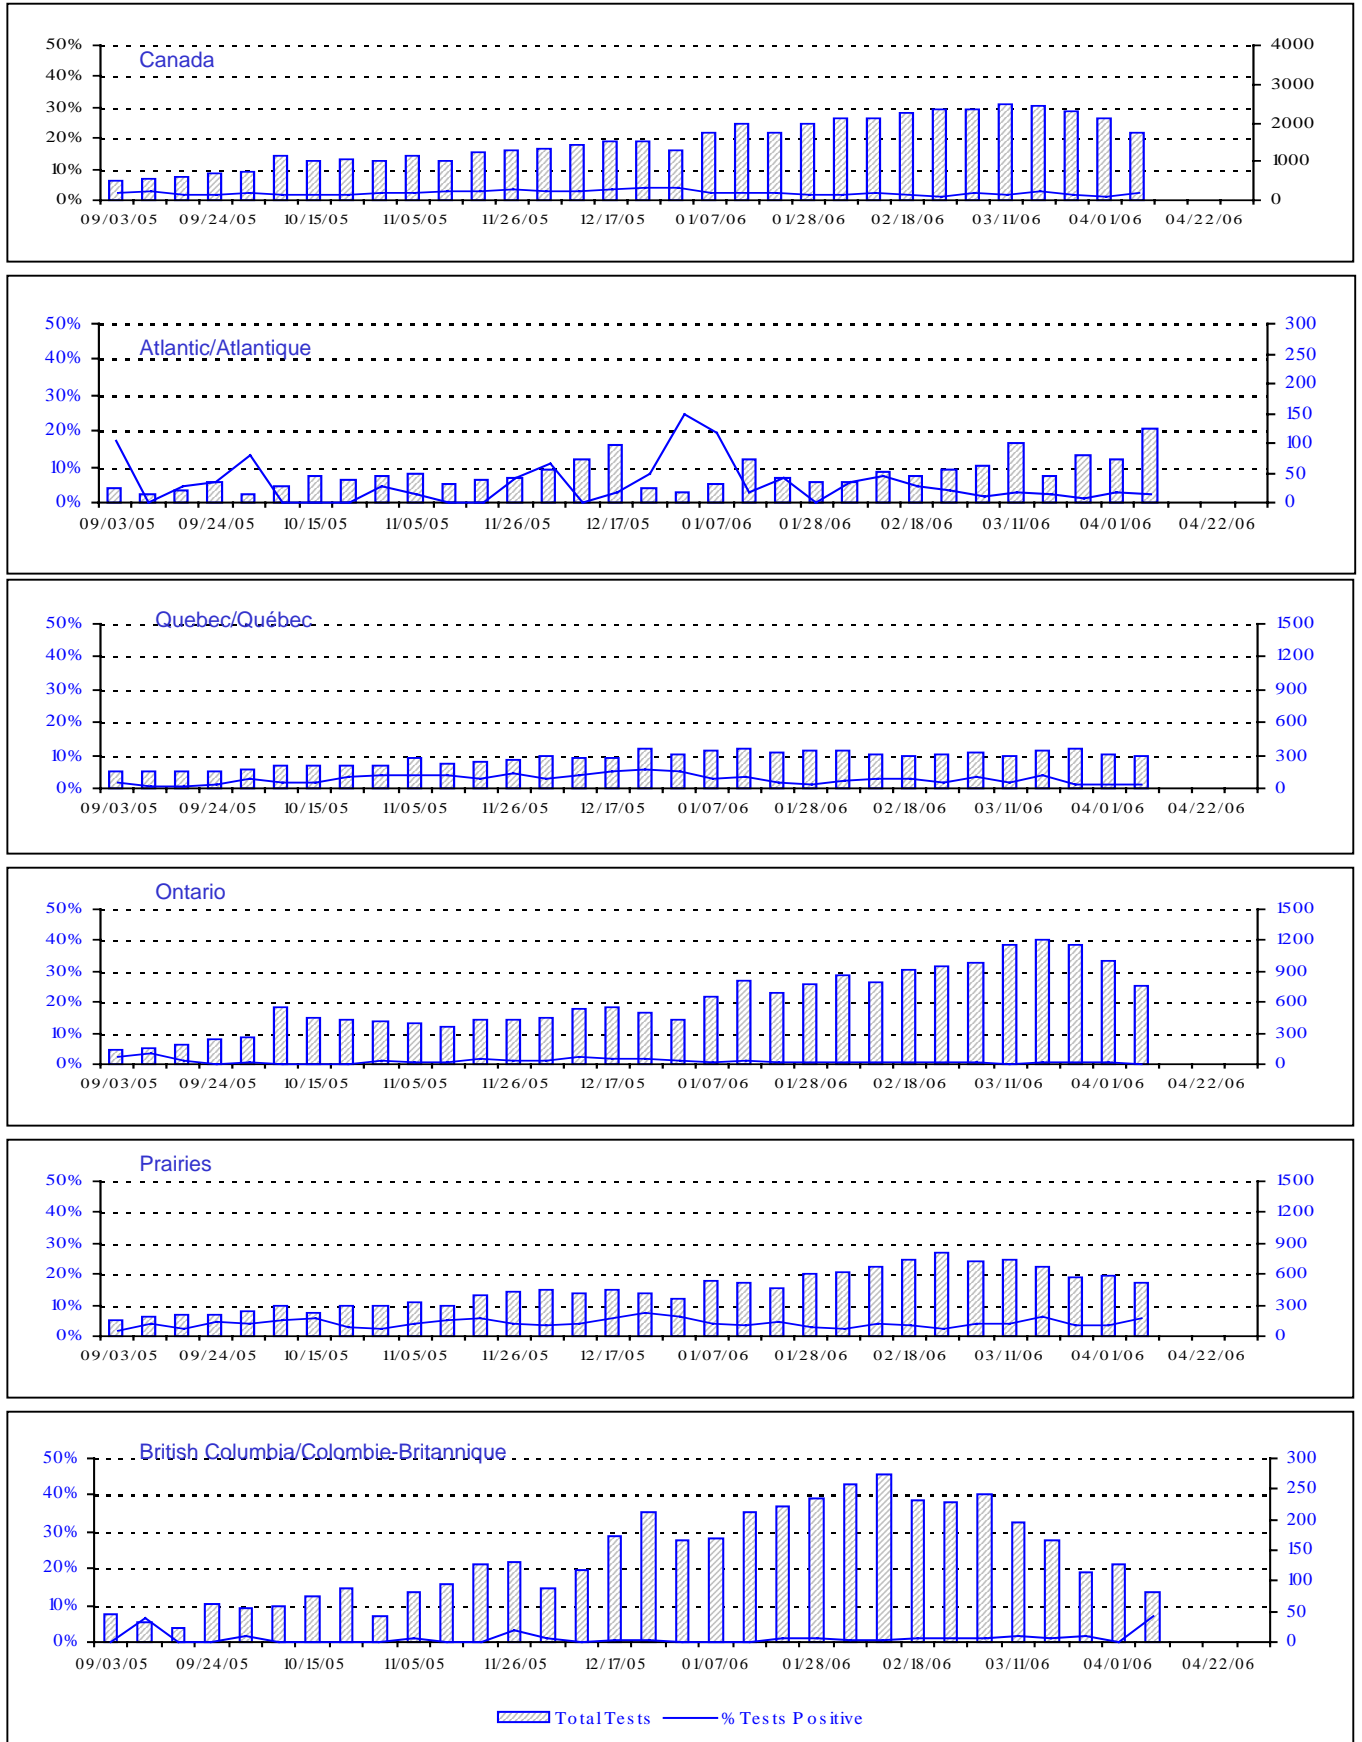 Canada
50% 4000
40% 3000
30% 2000
20% 1000
10% 0
0%
09/03/05 09/24/05 10/15/05 11/05/05 11/26/05 12/17/05 01/07/06 01/28/06 02/18/06 03/11/06 04/01/06 04/22/06
Atlantic/Atlantique
50% 300
40% 250
30% 200
20% 150
10% 100
0% 50
0
09/03/05 09/24/05 10/15/05 11/05/05 11/26/05 12/17/05 01/07/06 01/28/06 02/18/06 03/11/06 04/01/06 04/22/06
Quebec/Québec
50% 1500
40% 1200
30% 900
20% 600
10% 300
0% 0
09/03/05 09/24/05 10/15/05 11/05/05 11/26/05 12/17/05 01/07/06 01/28/06 02/18/06 03/11/06 04/01/06 04/22/06
Ontario
50% 1500
40% 1200
30% 900
20% 600
10% 300
0% 0
09/03/05 09/24/05 10/15/05 11/05/05 11/26/05 12/17/05 01/07/06 01/28/06 02/18/06 03/11/06 04/01/06 04/22/06
Prairies
50% 1500
40% 1200
30% 900
20% 600
10% 300
0% 0
09/03/05 09/24/05 10/15/05 11/05/05 11/26/05 12/17/05 01/07/06 01/28/06 02/18/06 03/11/06 04/01/06 04/22/06
British Columbia/Colombie-Britannique
50% 300
40% 250
30% 200
20% 150
10% 100
0% 50
0
09/03/05 09/24/05 10/15/05 11/05/05 11/26/05 12/17/05 01/07/06 01/28/06 02/18/06 03/11/06 04/01/06 04/22/06
Total Tests % Tests Positive